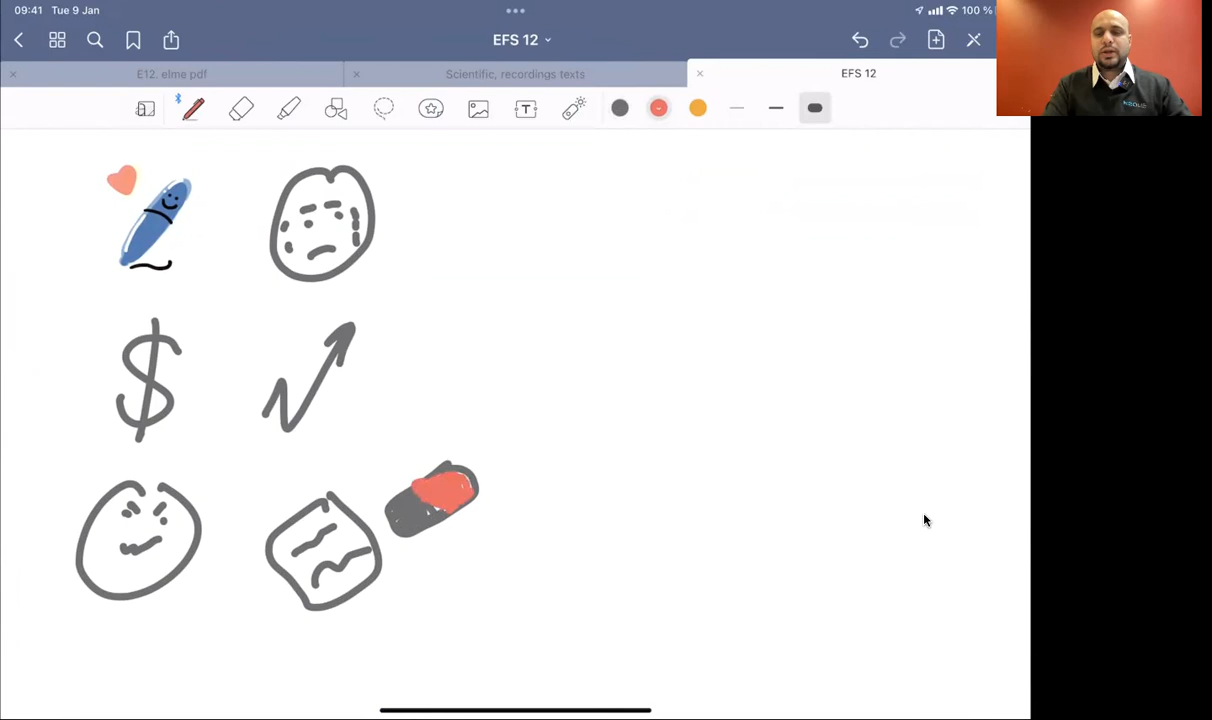 09:41 Tue 9 Jan
100 %
EFS 12
E12. elme pdf
Scientific, recordings texts
EFS 12
T
$